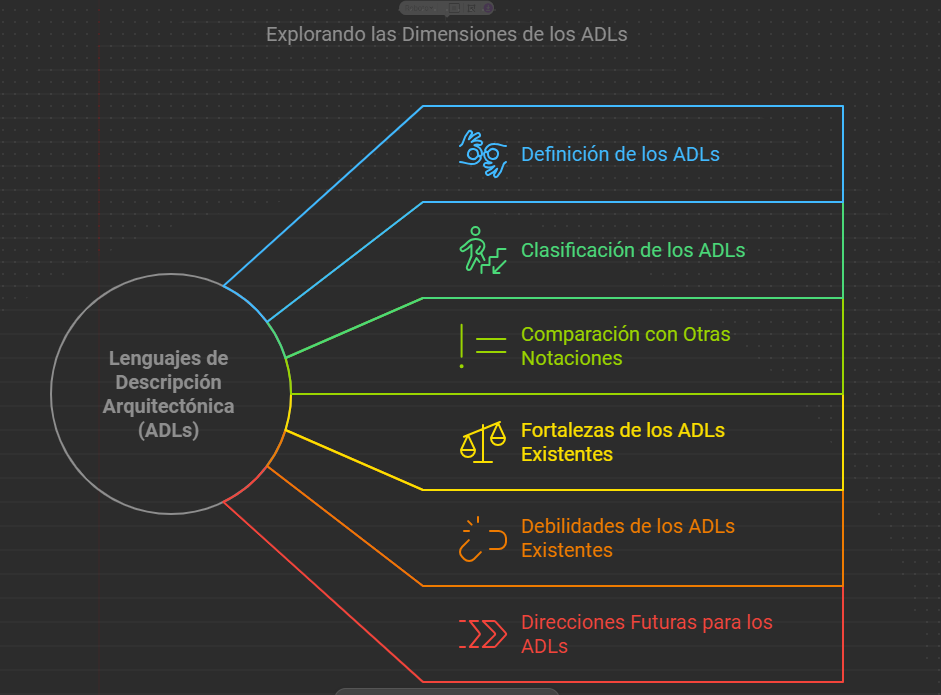 Explorando las Dimensiones de los ADLs
Definición de los ADLs
Clasificación de los ADLs
Comparación con Otras
Notaciones
Lenguajes de
Descripción
Arquitectónica
(ADLs)
Fortalezas de los ADLs
Existentes
Debilidades de los ADLs
Existentes
Direcciones Futuras para los
ADLs